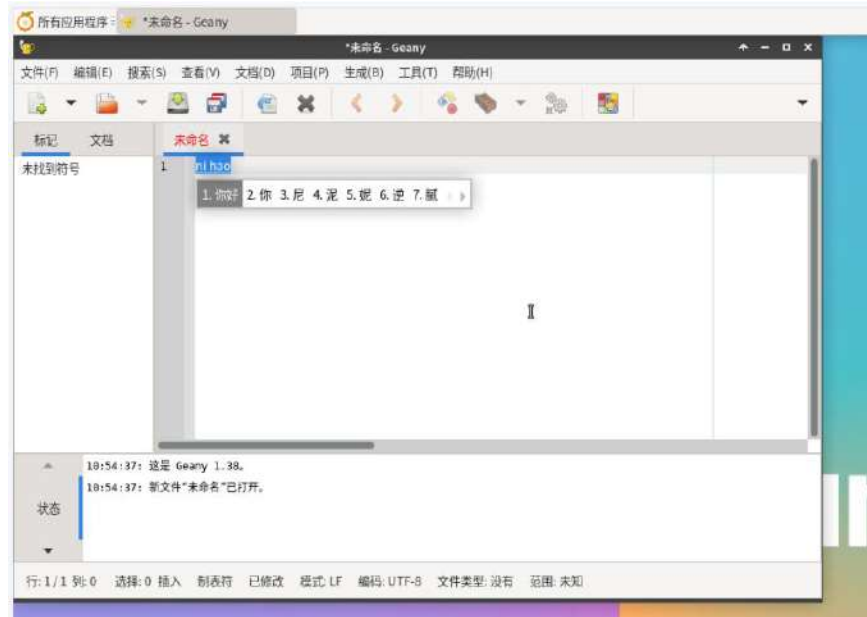 所有应用程序
*未命名 - Geany
*未命名 - Geany
文件(F) 编辑(E) 搜索(S) 查看(V) 文档(D) 项目(P) 生成(B) 工具(T) 帮助(H)
标记 文档 未命名
未找到符号
1 ni hao
1. 你好 2. 你 3. 尼 4. 泥 5. 妮 6. 逆 7. 腻
10:54:37: 这是 Geany 1.38。
10:54:37: 新文件“未命名”已打开。
状态
行: 1 / 1 列: 0 选择: 0 插入 制表符 已修改 模式: LF 编码: UTF-8 文件类型: 没有 范围: 未知